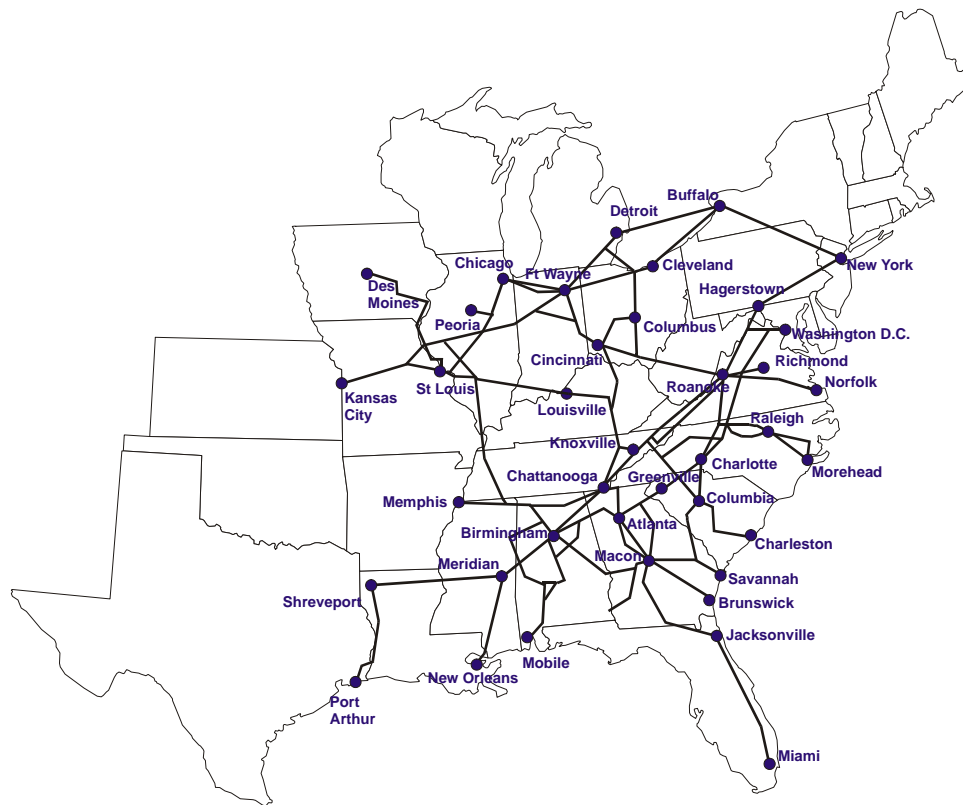 Buffalo
Detroit
Chicago
Ft Wayne
Cleveland
New York
Des
Moines
Hagerstown
Peoria
Columbus
Washington D.C.
Cincinnati
Richmond
St Louis
Roanoke
Norfolk
Kansas
City
Louisville
Raleigh
Knoxville
Chattanooga
Greenville
Charlotte
Morehead
Memphis
Columbia
Birmingham
Atlanta
Charleston
Macon
Meridian
Savannah
Shreveport
Brunswick
Jacksonville
Mobile
New Orleans
Port
Arthur
Miami